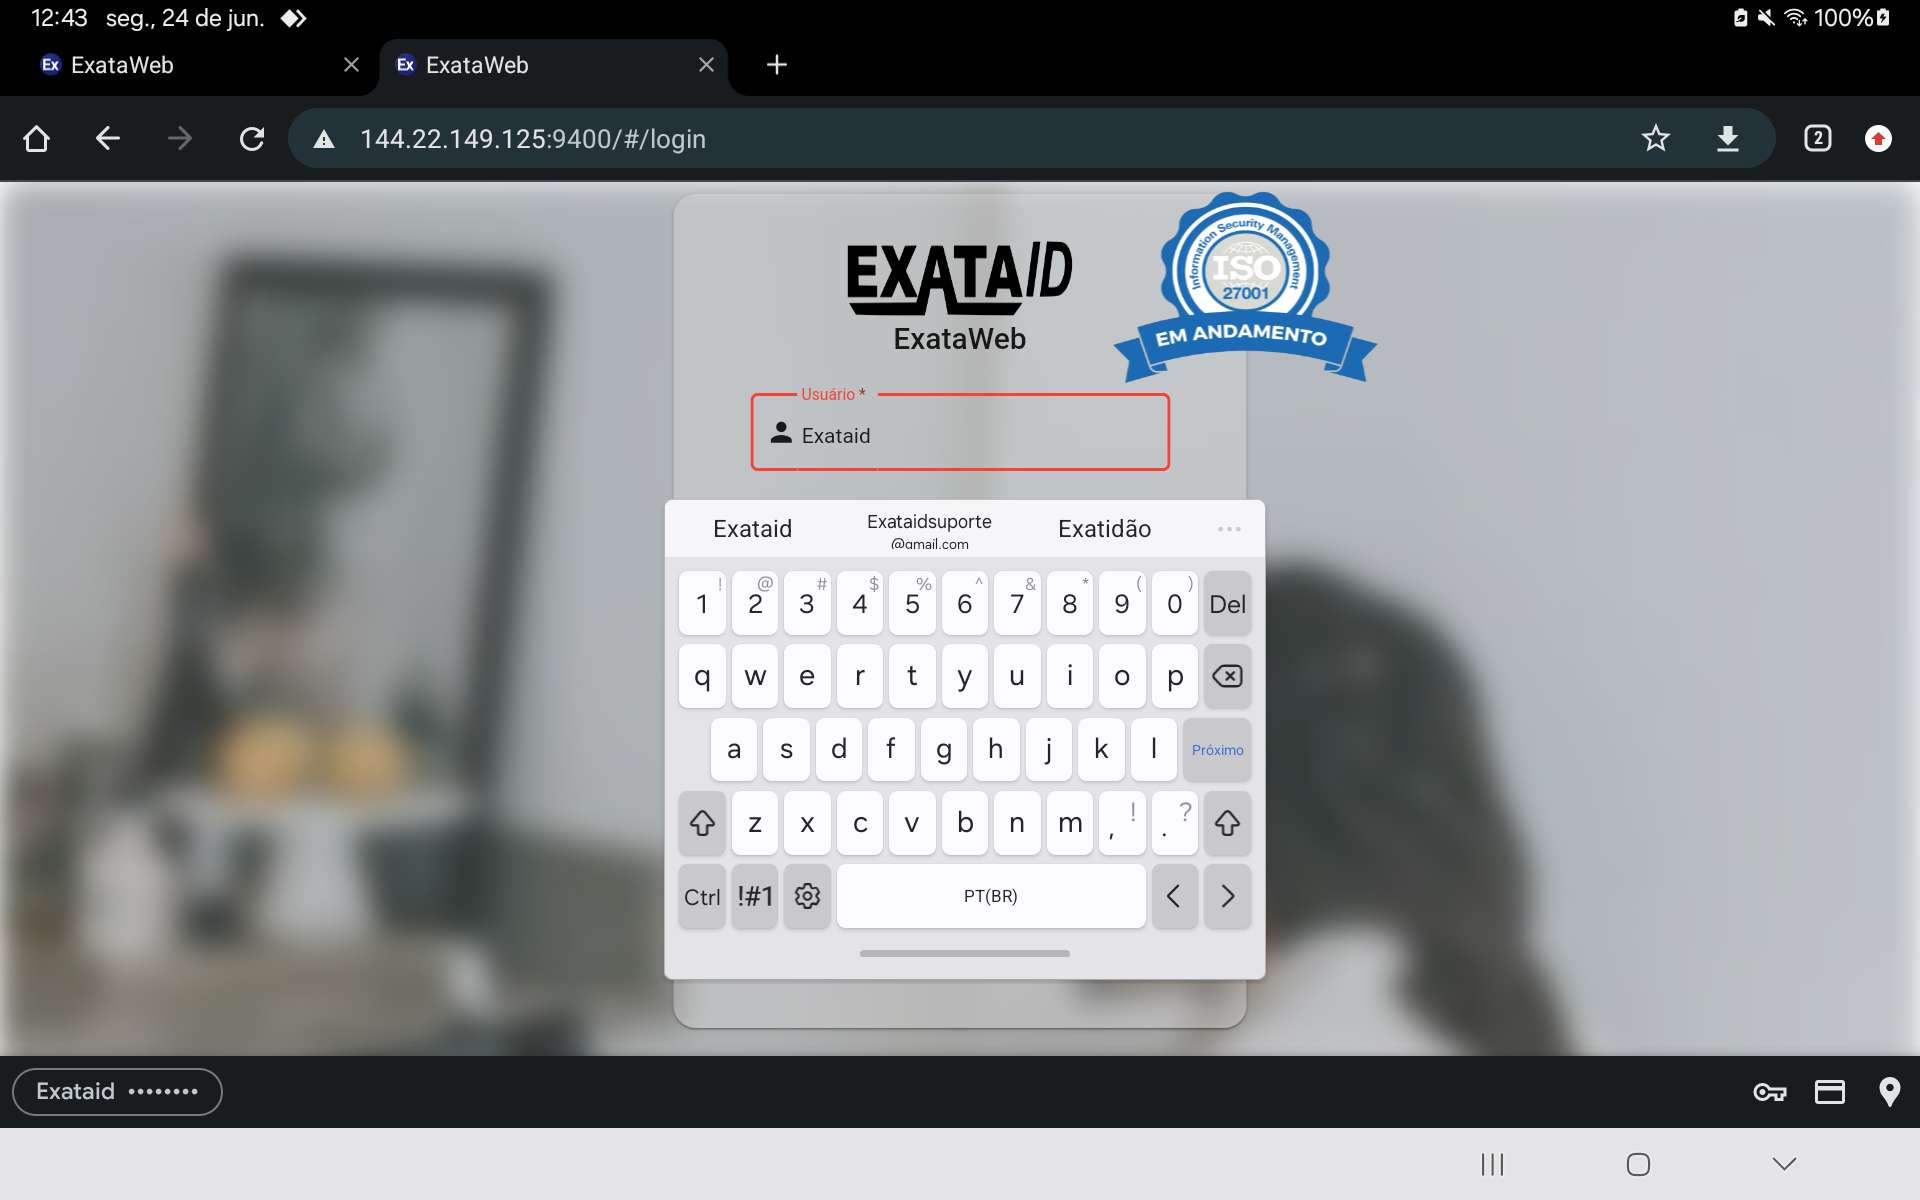 12:43 seg., 24 de jun. 100%
Ex ExataWeb
Ex ExataWeb
144.22.149.125:9400/#/login 2
EXATAID
ExataWeb
Information Security Management
ISO
27001
EM ANDAMENTO
Usuário *
Exataid
Exataid Exataidsuporte Exatidão ...
@gmail.com
! @ # $ % ^ & * ( )
1 2 3 4 5 6 7 8 9 0 Del
q w e r t y u i o p
a s d f g h j k l Próximo
z x c v b n m , ! . ?
Ctrl !#1 PT(BR) < >
Exataid ••••••••